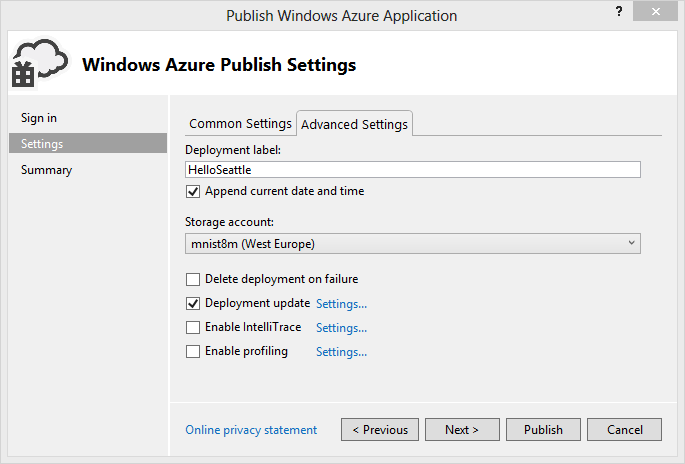 Publish Windows Azure Application
?
Windows Azure Publish Settings
Sign in
Settings
Summary
Common Settings
Advanced Settings
Deployment label:
HelloSeattle
Append current date and time
Storage account:
mnist8m (West Europe)
Delete deployment on failure
Deployment update Settings...
Enable IntelliTrace Settings...
Enable profiling Settings...
Online privacy statement
< Previous
Next >
Publish
Cancel